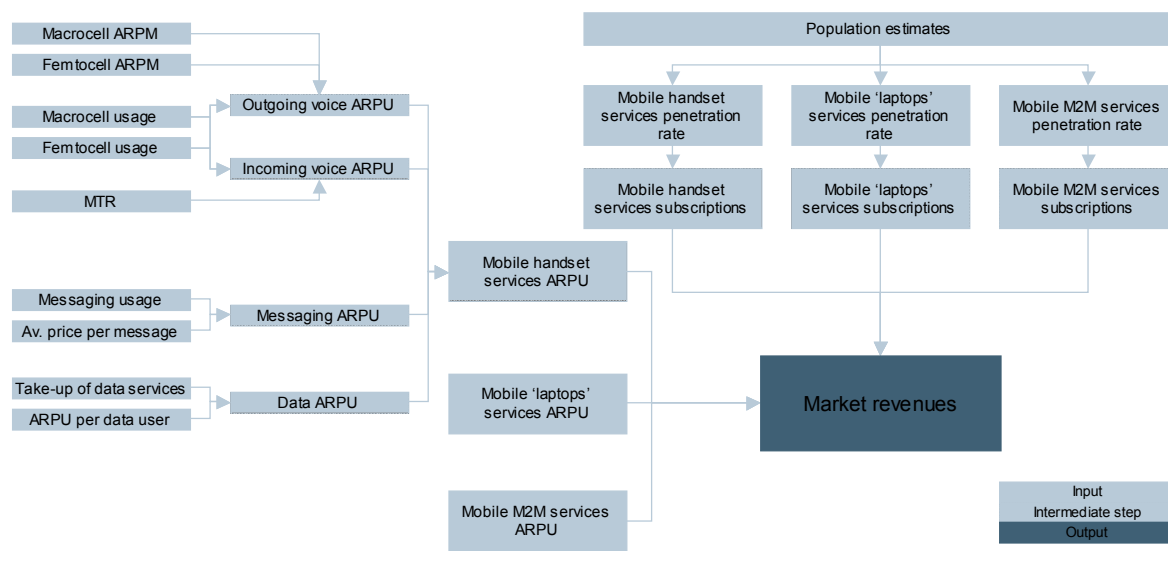 Macrocell ARPM
Femtocell ARPM
Macrocell usage
Femtocell usage
MTR
Messaging usage
Av. price per message
Take-up of data services
ARPU per data user
Outgoing voice ARPU
Incoming voice ARPU
Messaging ARPU
Data ARPU
Mobile handset
services ARPU
Mobile ‘laptops’
services ARPU
Mobile M2M services
ARPU
Population estimates
Mobile handset
services penetration
rate
Mobile ‘laptops’
services penetration
rate
Mobile M2M services
penetration rate
Mobile handset
services subscriptions
Mobile ‘laptops’
services subscriptions
Mobile M2M services
subscriptions
Market revenues
Input
Intermediate step
Output